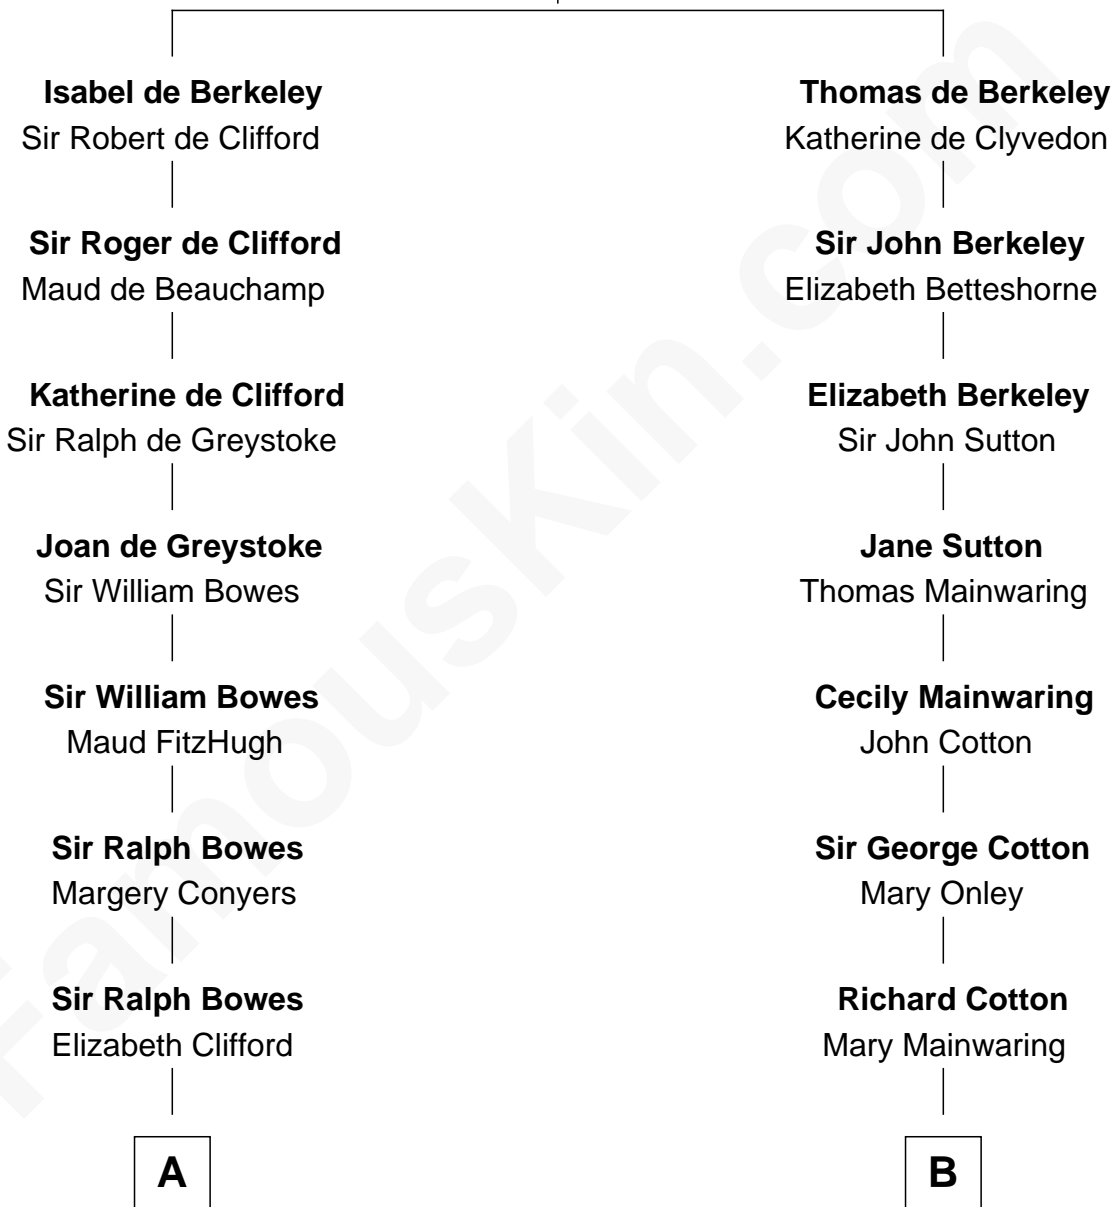 Isabel de Berkeley
Sir Robert de Clifford
Sir Roger de Clifford
Maud de Beauchamp
Katherine de Clifford
Sir Ralph de Greystoke
Joan de Greystoke
Sir William Bowes
Sir William Bowes
Maud FitzHugh
Sir Ralph Bowes
Margery Conyers
Sir Ralph Bowes
Elizabeth Clifford
A
Thomas de Berkeley
Katherine de Clyvedon
Sir John Berkeley
Elizabeth Betteshorne
Elizabeth Berkeley
Sir John Sutton
Jane Sutton
Thomas Mainwaring
Cecily Mainwaring
John Cotton
Sir George Cotton
Mary Onley
Richard Cotton
Mary Mainwaring
B
FamousKin.com